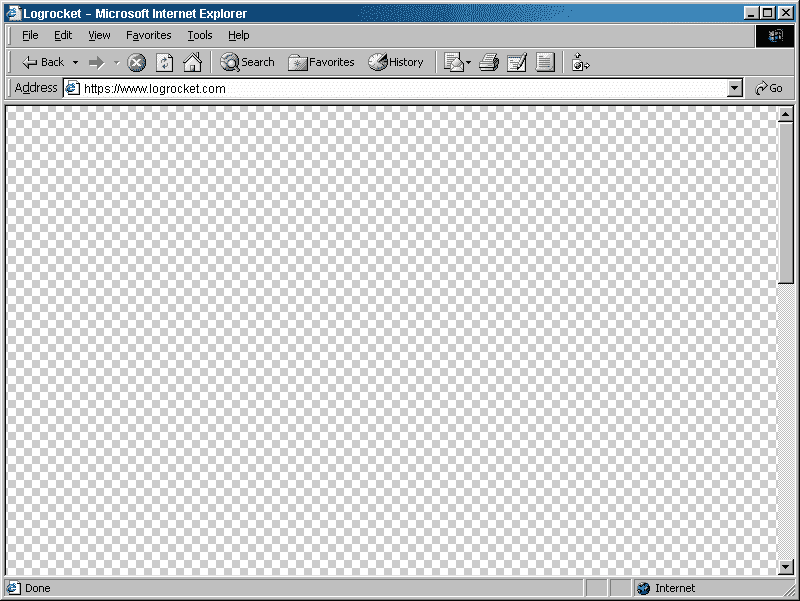 Logrocket - Microsoft Internet Explorer
File Edit View Favorites Tools Help
Back Search Favorites History
Address https://www.logrocket.com Go
Done Internet